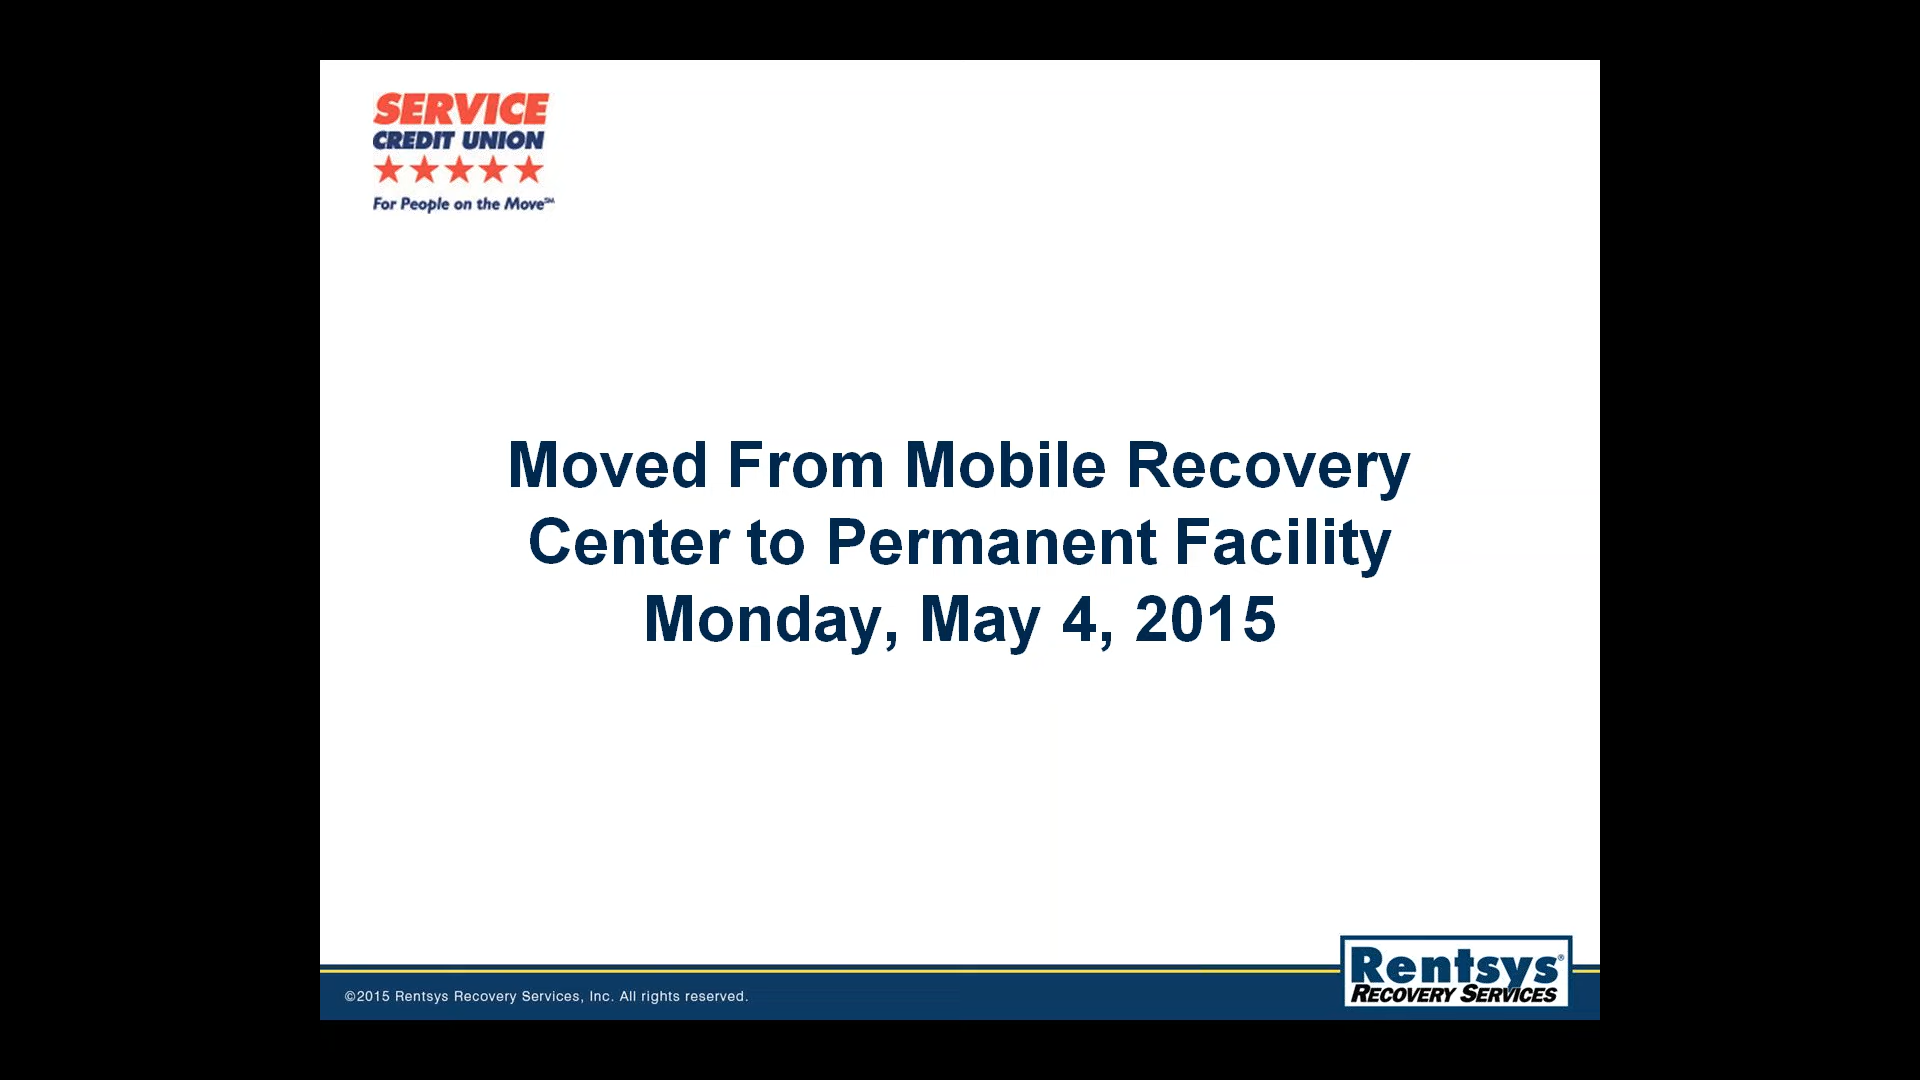 SERVICE
CREDIT UNION
For People on the Move℠
Moved From Mobile Recovery
Center to Permanent Facility
Monday, May 4, 2015
©2015 Rentsys Recovery Services, Inc. All rights reserved.
Rentsys®
RECOVERY SERVICES